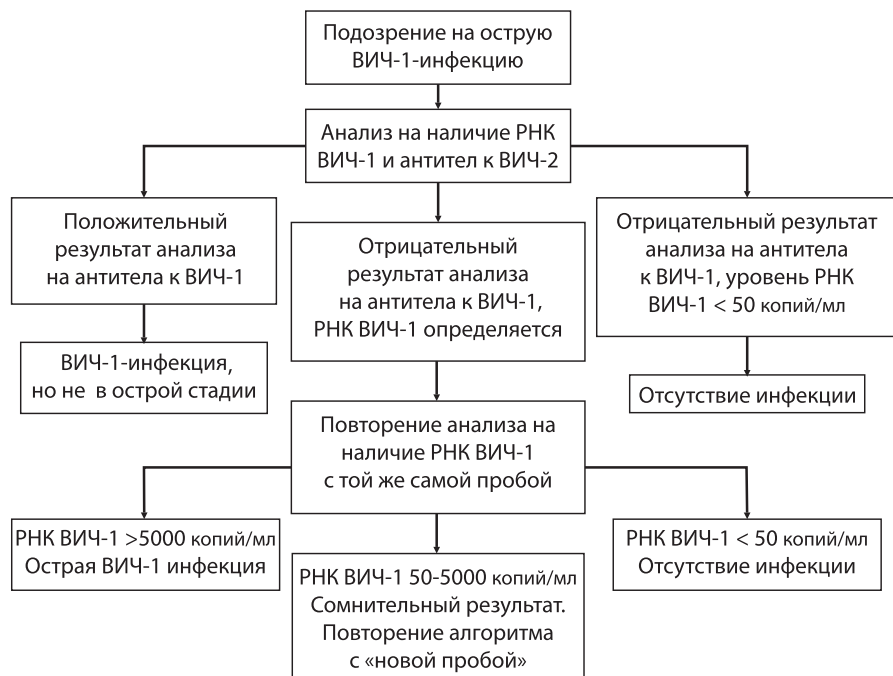 Подозрение на острую
ВИЧ-1-инфекцию
Анализ на наличие РНК
ВИЧ-1 и антител к ВИЧ-2
Положительный
результат анализа
на антитела к ВИЧ-1
Отрицательный
результат анализа
на антитела к ВИЧ-1,
РНК ВИЧ-1 определяется
Отрицательный результат
анализа на антитела
к ВИЧ-1, уровень РНК
ВИЧ-1 < 50 копий/мл
ВИЧ-1-инфекция,
но не в острой стадии
Отсутствие инфекции
Повторение анализа на
наличие РНК ВИЧ-1
с той же самой пробой
РНК ВИЧ-1 >5000 копий/мл
Острая ВИЧ-1 инфекция
РНК ВИЧ-1 50-5000 копий/мл
Сомнительный результат.
Повторение алгоритма
с «новой пробой»
РНК ВИЧ-1 < 50 копий/мл
Отсутствие инфекции